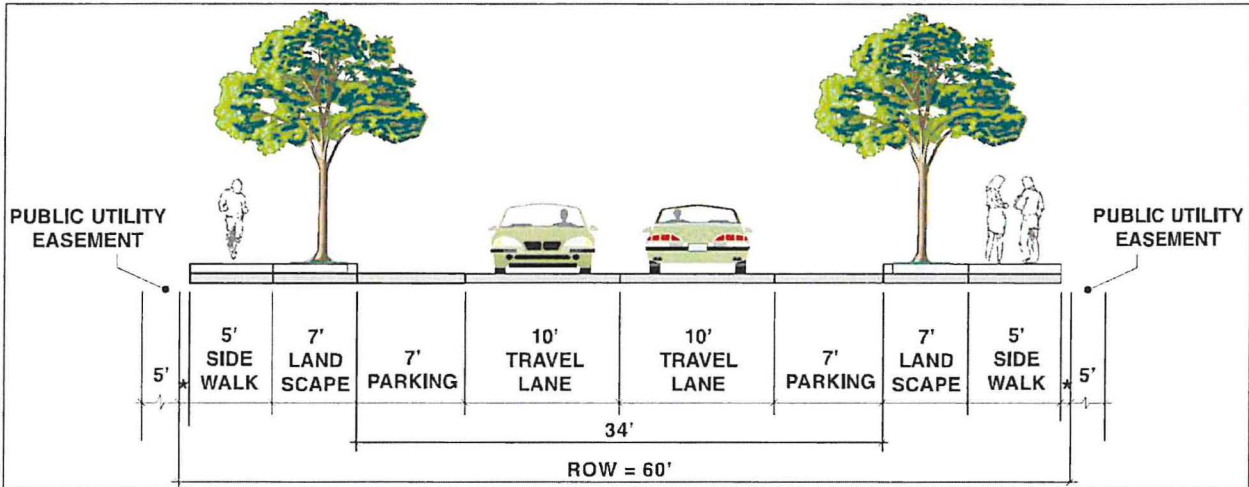 PUBLIC UTILITY
EASEMENT
PUBLIC UTILITY
EASEMENT
5'
*
5'
SIDE
WALK
7'
LAND
SCAPE
7'
PARKING
10'
TRAVEL
LANE
10'
TRAVEL
LANE
7'
PARKING
7'
LAND
SCAPE
5'
SIDE
WALK
*
5'
34'
ROW = 60'